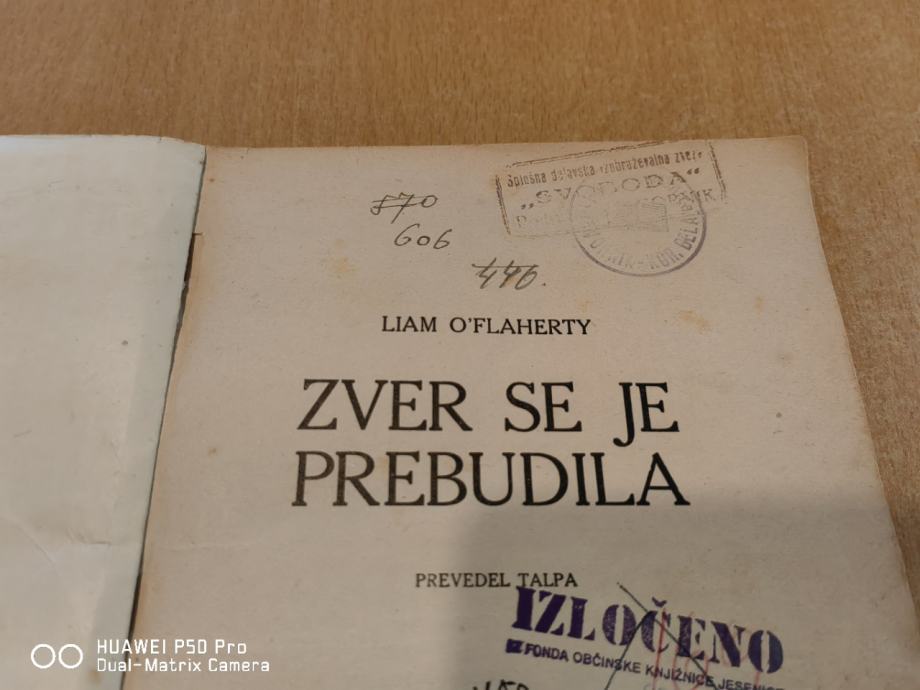 Splošna delavska izobraževalna zveza
„SVOBODA"
570
606
446.
LIAM O'FLAHERTY
ZVER SE JE
PREBUDILA
PREVEDEL TALPA
IZLOČENO
IZ FONDA OBČINSKE KNJIŽNICE JESENICE
HUAWEI P50 Pro
Dual-Matrix Camera